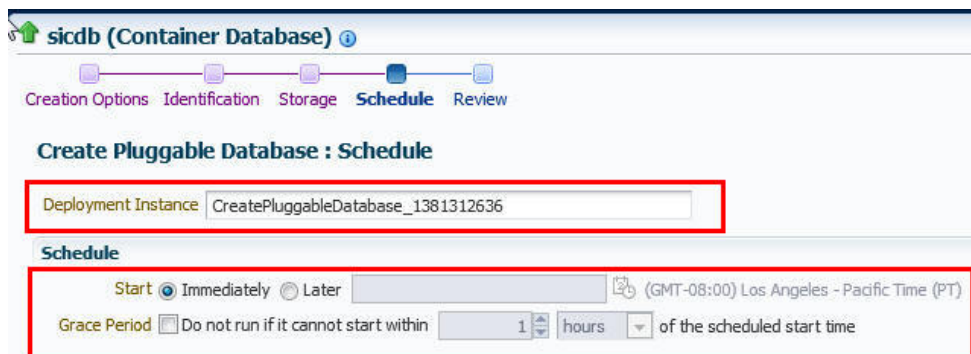 sicdb (Container Database)
Creation Options Identification Storage Schedule Review
Create Pluggable Database : Schedule
Deployment Instance CreatePluggableDatabase_1381312636
Schedule
Start Immediately Later (GMT-08:00) Los Angeles - Pacific Time (PT)
Grace Period Do not run if it cannot start within 1 hours of the scheduled start time